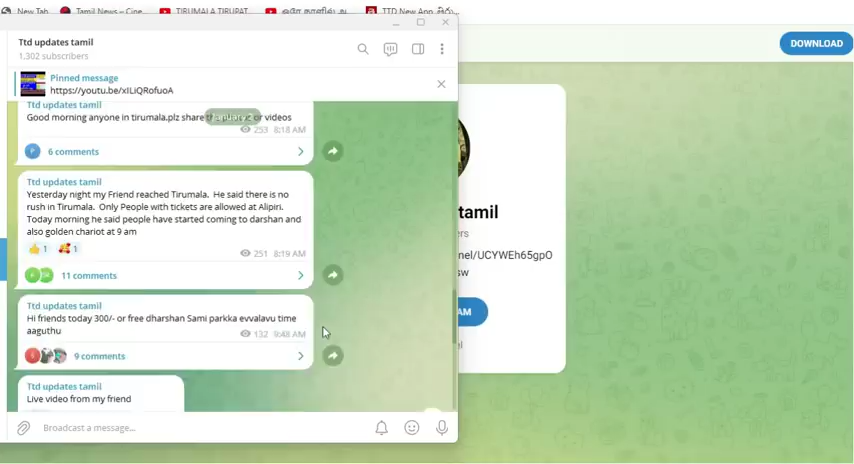 New Tab
Tamil News – Cine...
TIRUMALA TIRUPAT
TTD New App
Ttd updates tamil
1,302 subscribers
DOWNLOAD
Pinned message
https://youtu.be/xILiQRofuoA
Ttd updates tamil
Good morning anyone in tirumala.plz share or videos
253 8:18 AM
6 comments
Ttd updates tamil
Yesterday night my Friend reached Tirumala. He said there is no
rush in Tirumala. Only People with tickets are allowed at Alipiri.
Today morning he said people have started coming to darshan and
also golden chariot at 9 am
1 1
251 8:19 AM
11 comments
Ttd updates tamil
Hi friends today 300/- or free dharshan Sami parkka evvalavu time
aaguthu
132 9:48 AM
9 comments
Ttd updates tamil
Live video from my friend
Broadcast a message...
tamil
ers
nel/UCYWEh65gpO
sw
AM
el